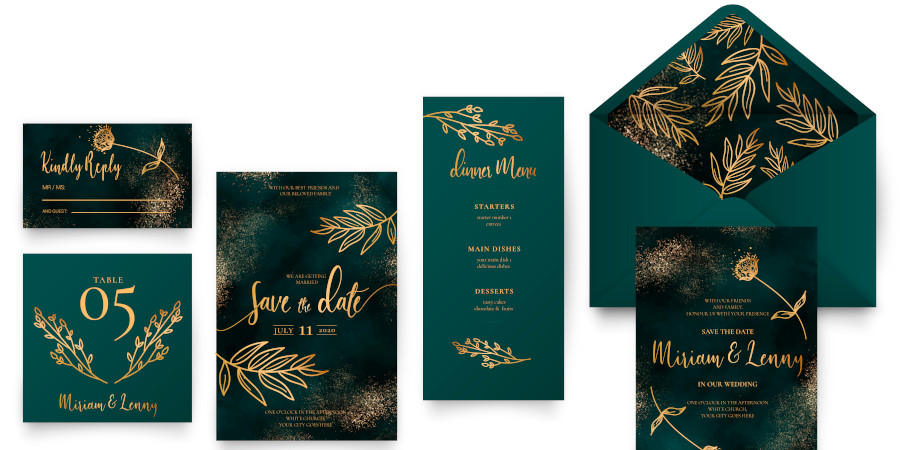 Kindly Reply
MR / MS:
AND GUEST:
TABLE
05
Miriam & Lenny
WITH OUR BEST FRIENDS AND
OUR BELOVED FAMILY
WE ARE GETTING
MARRIED
Save the date
JULY 11 2020
ONE O'CLOCK IN THE AFTERNOON
WHITE CHURCH,
YOUR CITY GOES HERE
dinner Menu
STARTERS
starter number 1
entrees
MAIN DISHES
your main dish 1
delicious dishes
DESSERTS
tasty cakes
chocolate & fruits
WITH OUR FRIENDS
AND FAMILY,
HONOUR US WITH YOUR PRESENCE
SAVE THE DATE
Miriam & Lenny
IN OUR WEDDING
ONE O'CLOCK IN THE AFTERNOON
WHITE CHURCH,
YOUR CITY GOES HERE